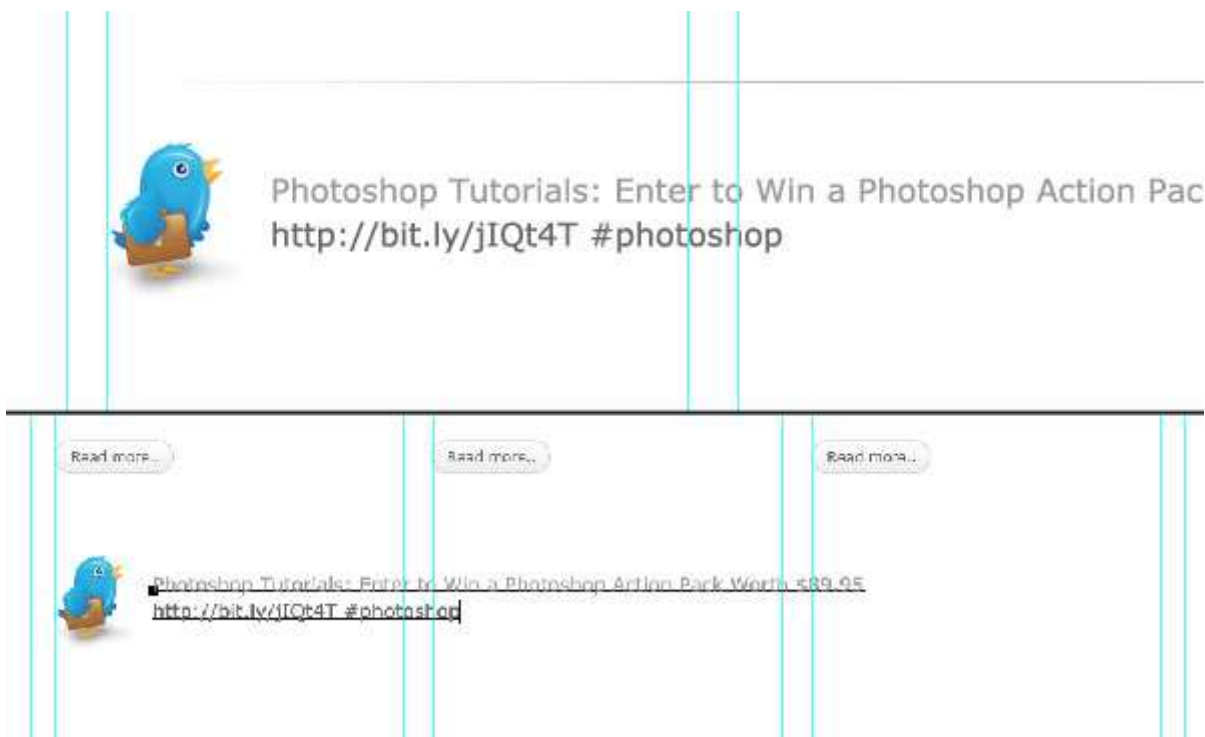 Photoshop Tutorials: Enter to Win a Photoshop Action Pac
http://bit.ly/jIQt4T #photoshop
Read more..
Read more..
Read more..
Photoshop Tutorials: Enter to Win a Photoshop Action Pack Worth $89.95
http://bit.ly/jIQt4T #photoshop